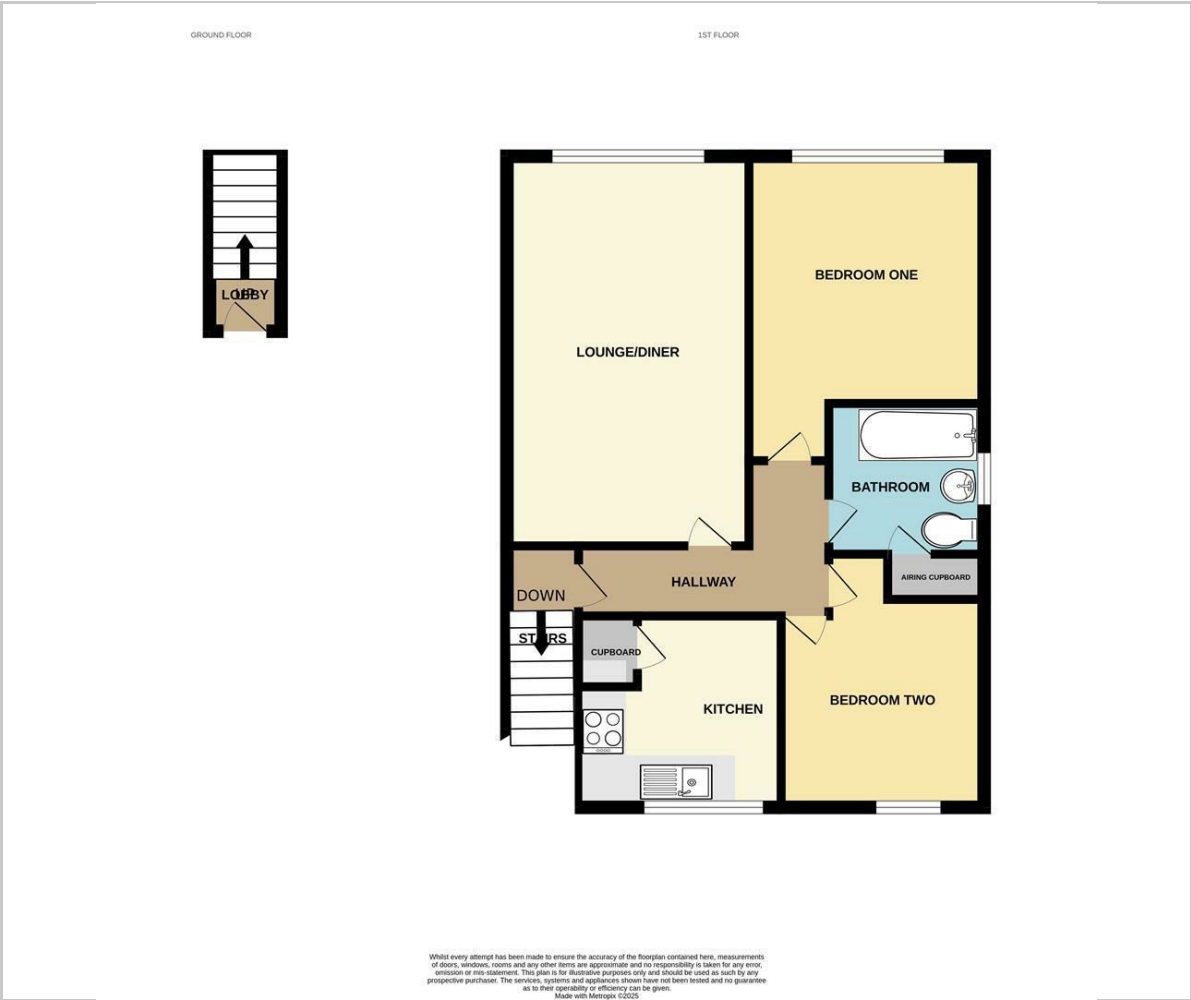 GROUND FLOOR
1ST FLOOR
LOBBY
UP
LOUNGE/DINER
BEDROOM ONE
BATHROOM
AIRING CUPBOARD
HALLWAY
DOWN
STAIRS
CUPBOARD
KITCHEN
BEDROOM TWO
Whilst every attempt has been made to ensure the accuracy of the floorplan contained here, measurements
of doors, windows, rooms and any other items are approximate and no responsibility is taken for any error,
omission or mis-statement. This plan is for illustrative purposes only and should be used as such by any
prospective purchaser. The services, systems and appliances shown have not been tested and no guarantee
as to their operability or efficiency can be given.
Made with Metropix ©2025